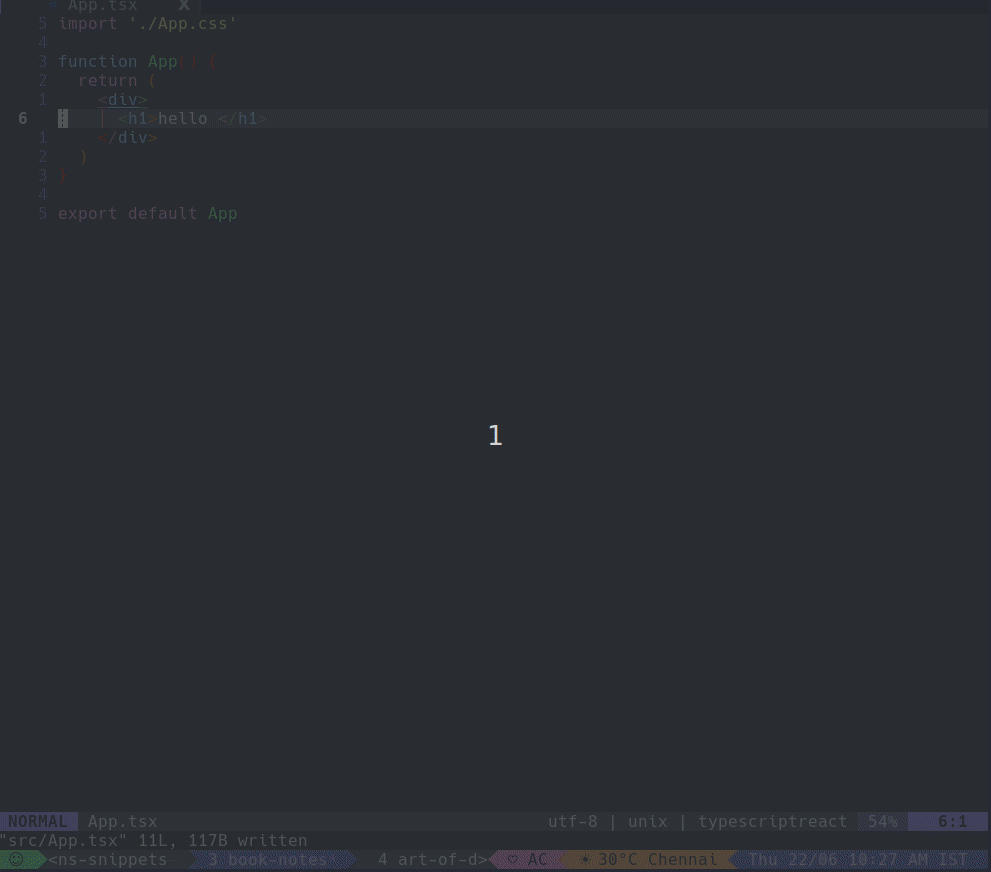 App.tsx X
5 import './App.css'
4
3 function App() {
2   return (
1     <div>
6       <h1>hello </h1>
1     </div>
2   )
3 }
4
5 export default App
1
NORMAL App.tsx utf-8 | unix | typescriptreact 54% 6:1
"src/App.tsx" 11L, 117B written
<ns-snippets 3 book-notes 4 art-of-d> ♡ AC ☀ 30°C Chennai Thu 22/06 10:27 AM IST